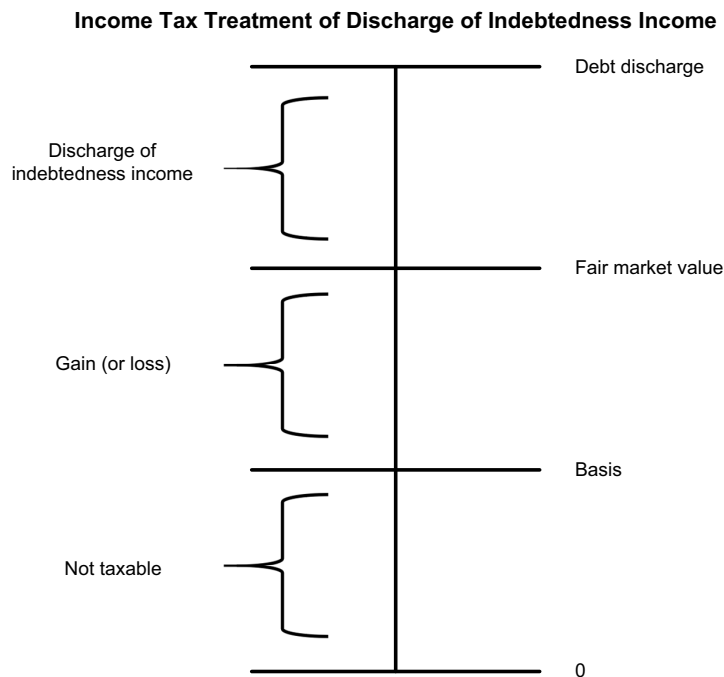 Income Tax Treatment of Discharge of Indebtedness Income
Debt discharge
Discharge of
indebtedness income
Fair market value
Gain (or loss)
Basis
Not taxable
0